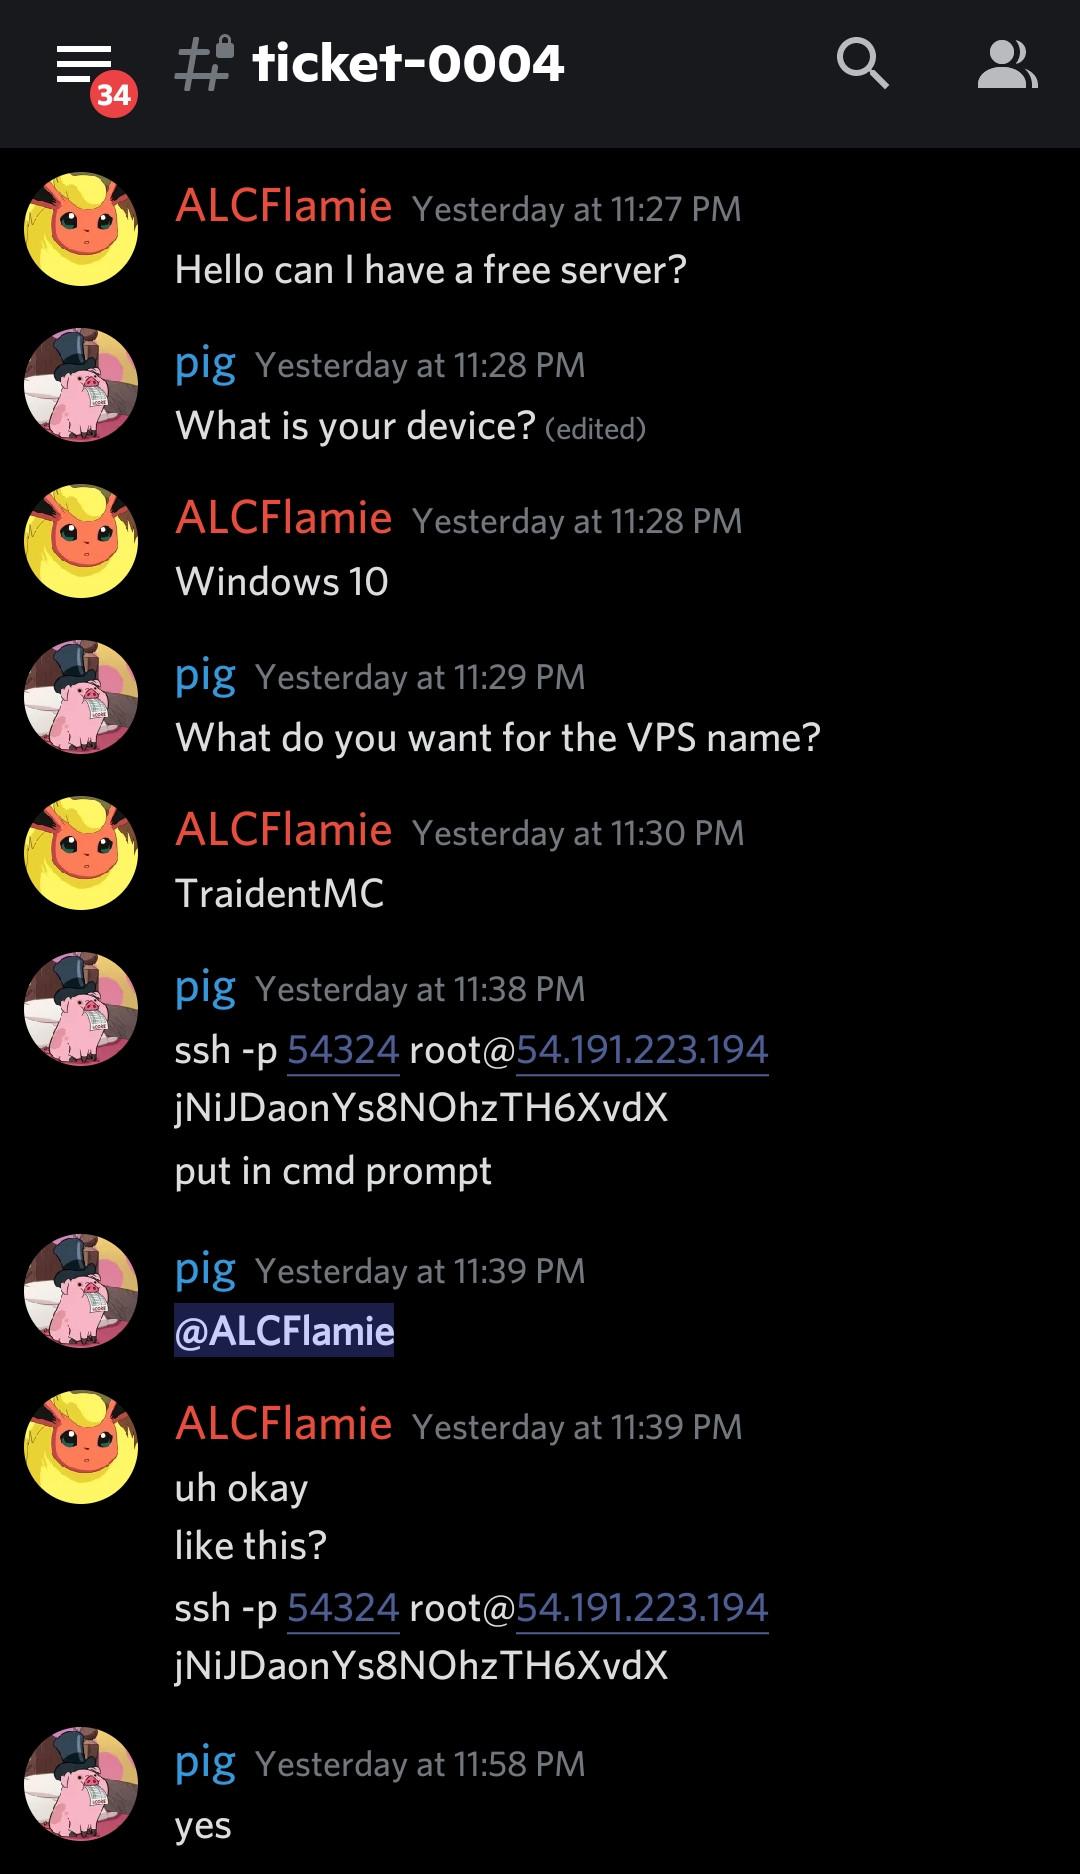 34
ticket-0004
ALCFlamie Yesterday at 11:27 PM
Hello can I have a free server?
pig Yesterday at 11:28 PM
What is your device? (edited)
ALCFlamie Yesterday at 11:28 PM
Windows 10
pig Yesterday at 11:29 PM
What do you want for the VPS name?
ALCFlamie Yesterday at 11:30 PM
TraidentMC
pig Yesterday at 11:38 PM
ssh -p 54324 root@54.191.223.194
jNiJDaonYs8NOhzTH6XvdX
put in cmd prompt
pig Yesterday at 11:39 PM
@ALCFlamie
ALCFlamie Yesterday at 11:39 PM
uh okay
like this?
ssh -p 54324 root@54.191.223.194
jNiJDaonYs8NOhzTH6XvdX
pig Yesterday at 11:58 PM
yes